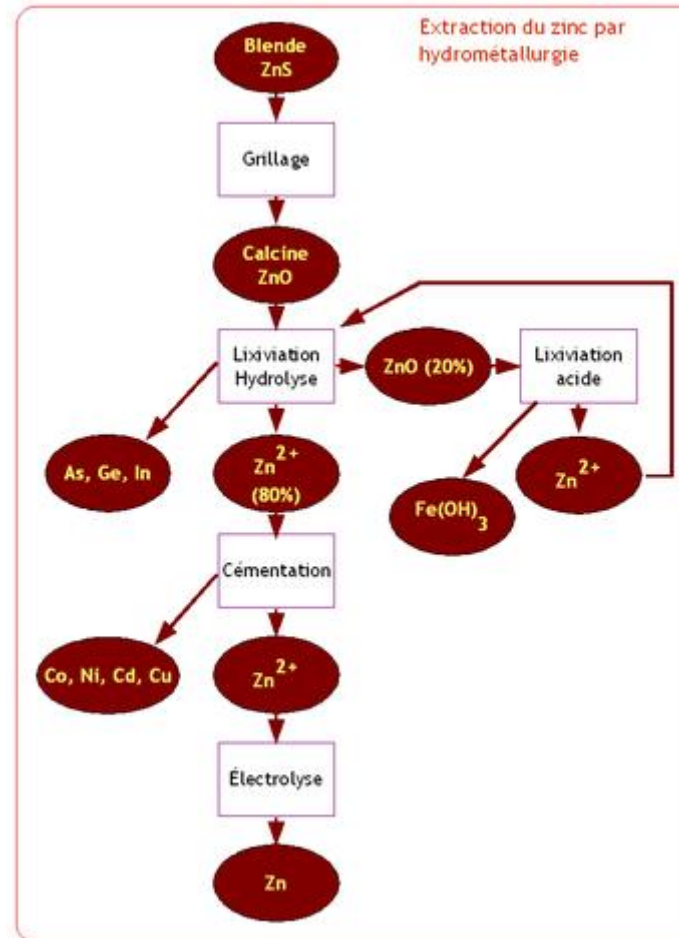 Extraction du zinc par
hydrométallurgie
Blende
ZnS
Grillage
Calcine
ZnO
Lixiviation
Hydrolyse
ZnO (20%)
Lixiviation
acide
As, Ge, In
Zn2+
(80%)
Fe(OH)3
Zn2+
Cémentation
Co, Ni, Cd, Cu
Zn2+
Électrolyse
Zn